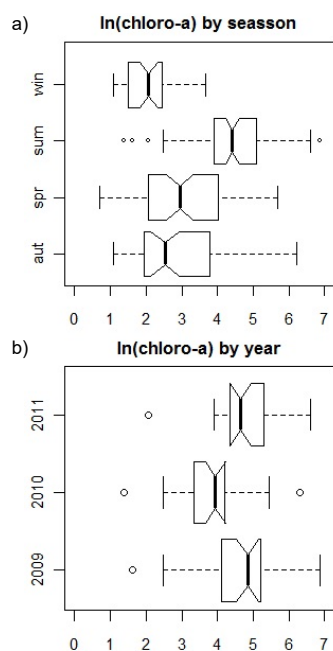 a) ln(chloro-a) by seasson
win
sum
spr
aut
0 1 2 3 4 5 6 7
b) ln(chloro-a) by year
2011
2010
2009
0 1 2 3 4 5 6 7